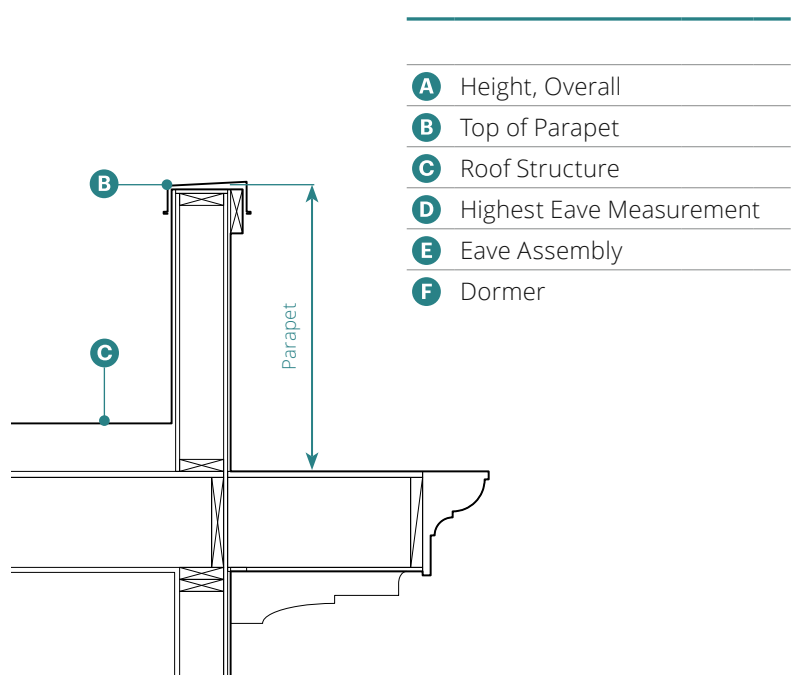 A Height, Overall
B Top of Parapet
C Roof Structure
D Highest Eave Measurement
E Eave Assembly
F Dormer
B
Parapet
C